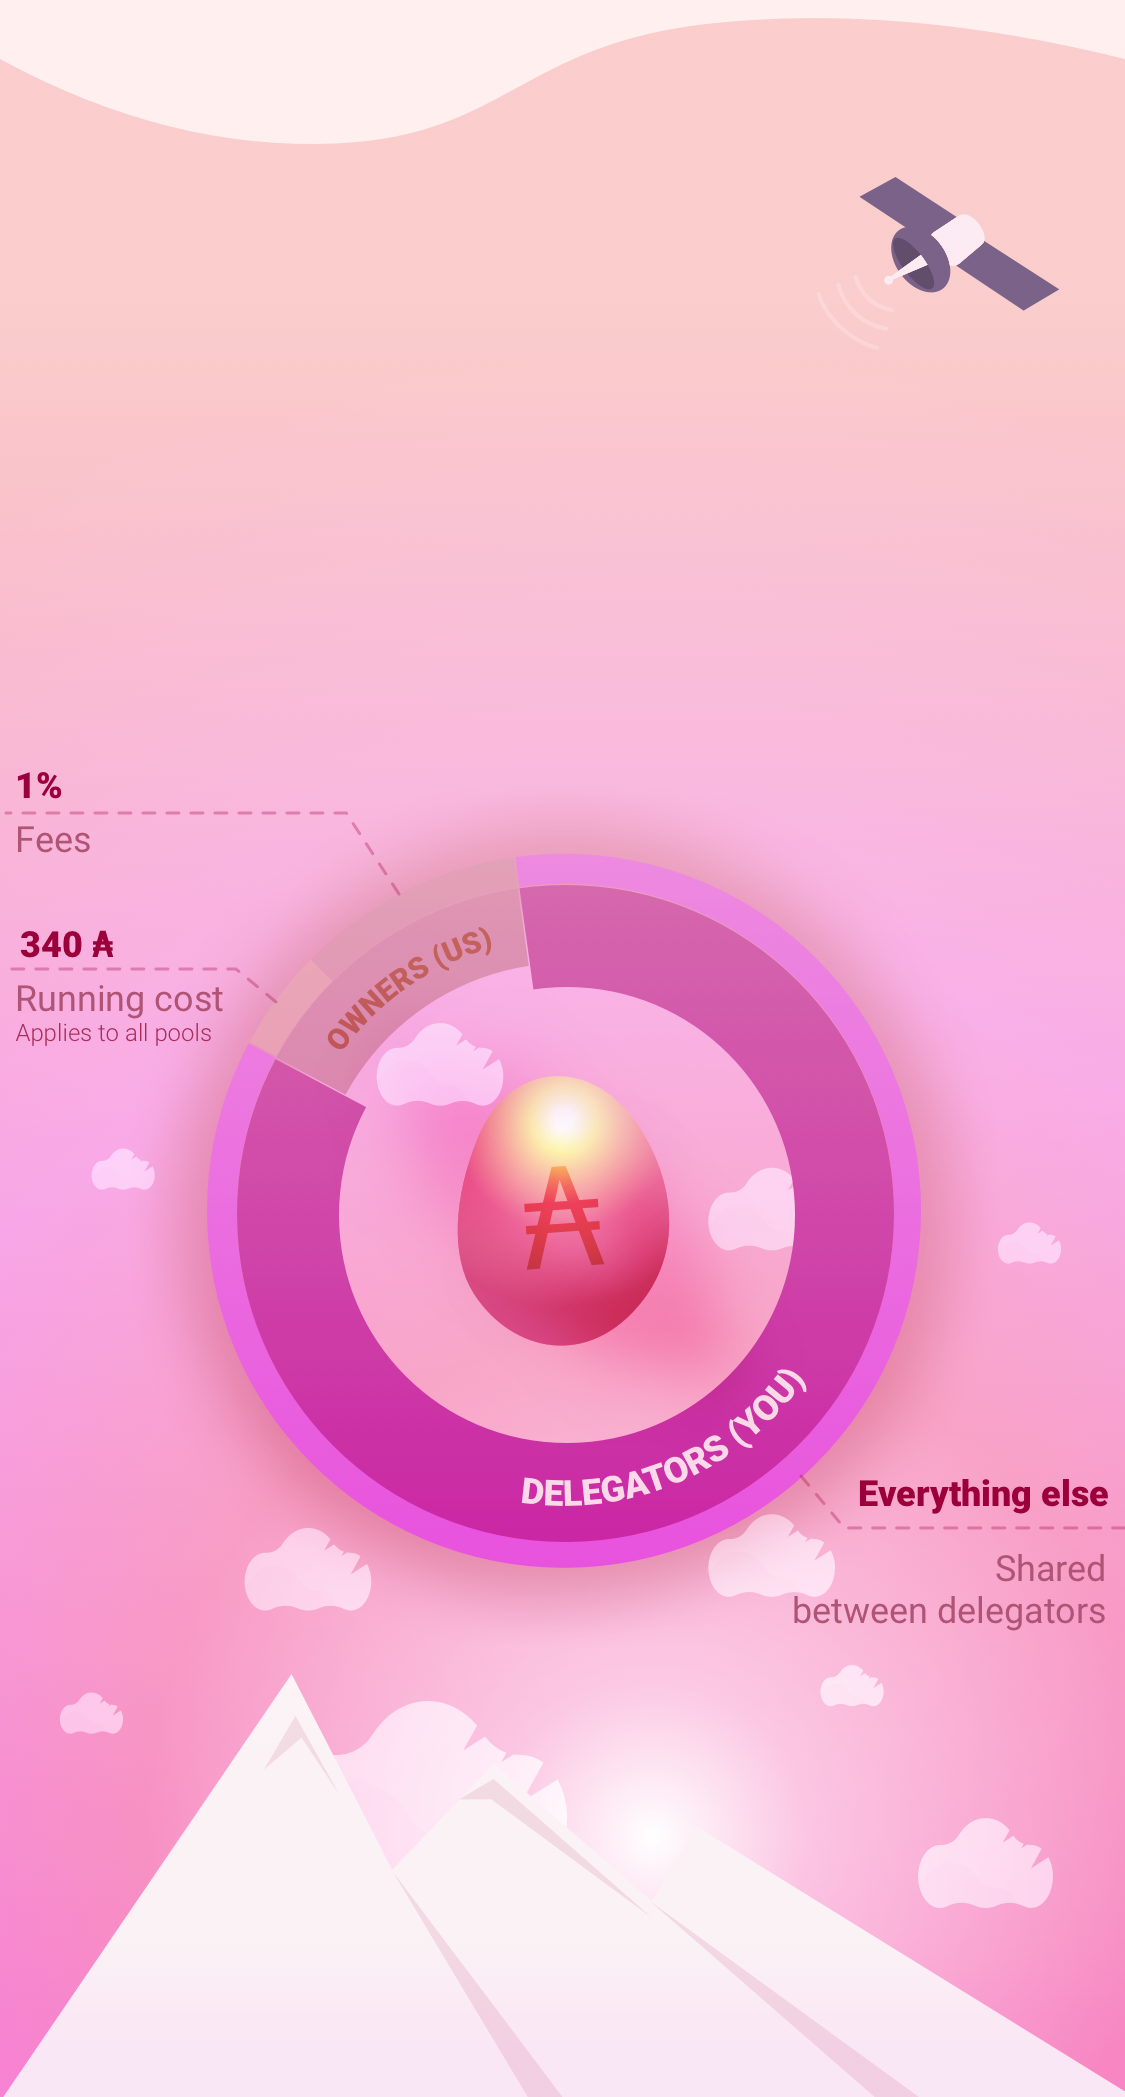 1%
Fees
340 ₳
Running cost
Applies to all pools
OWNERS (US)
₳
DELEGATORS (YOU)
Everything else
Shared
between delegators